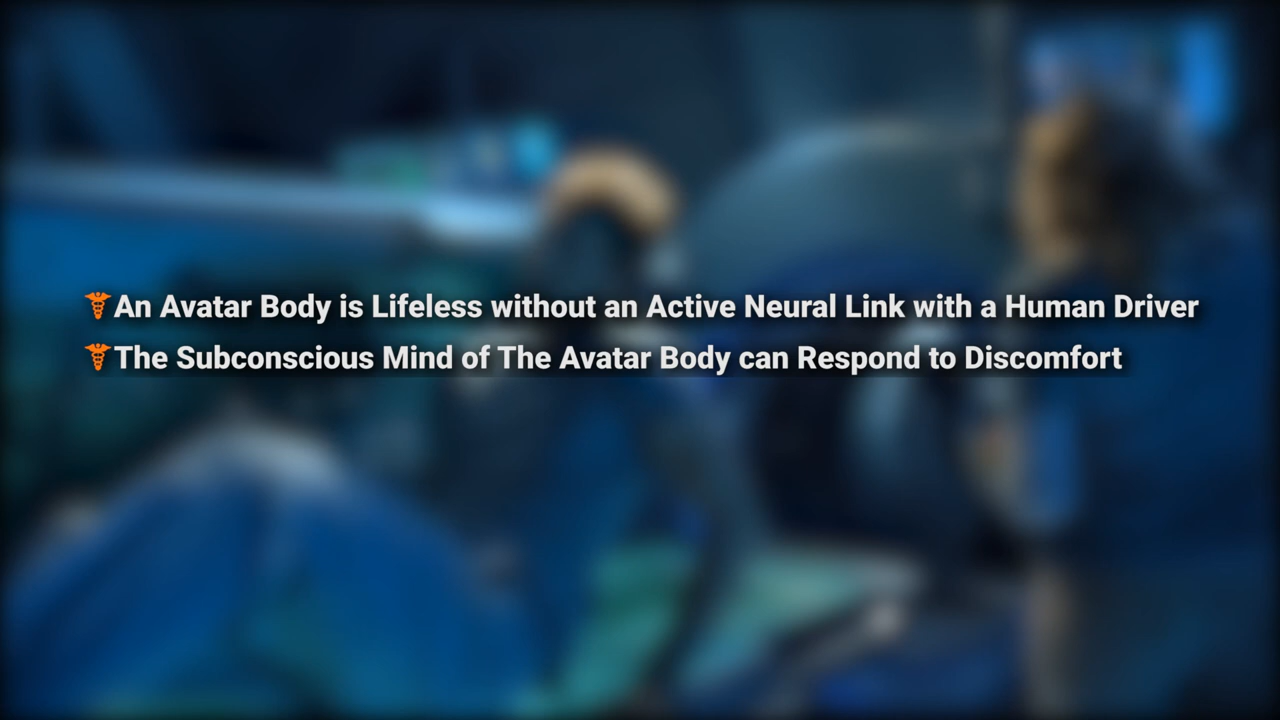 An Avatar Body is Lifeless without an Active Neural Link with a Human Driver
The Subconscious Mind of The Avatar Body can Respond to Discomfort